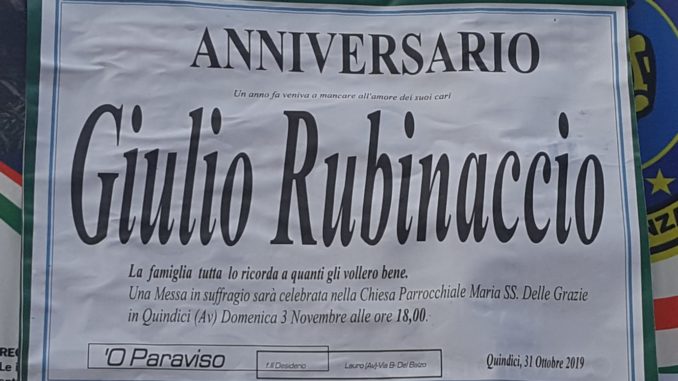 ANNIVERSARIO
Un anno fa veniva a mancare all'amore dei suoi cari
Giulio Rubinaccio
La famiglia tutta lo ricorda a quanti gli vollero bene.
Una Messa in suffragio sarà celebrata nella Chiesa Parrocchiale Maria SS. Delle Grazie
in Quindici (Av) Domenica 3 Novembre alle ore 18,00.
'O Paraviso
f.lli Desiderio
Lauro (Av)-Via B. Del Balzo
Quindici, 31 Ottobre 2019